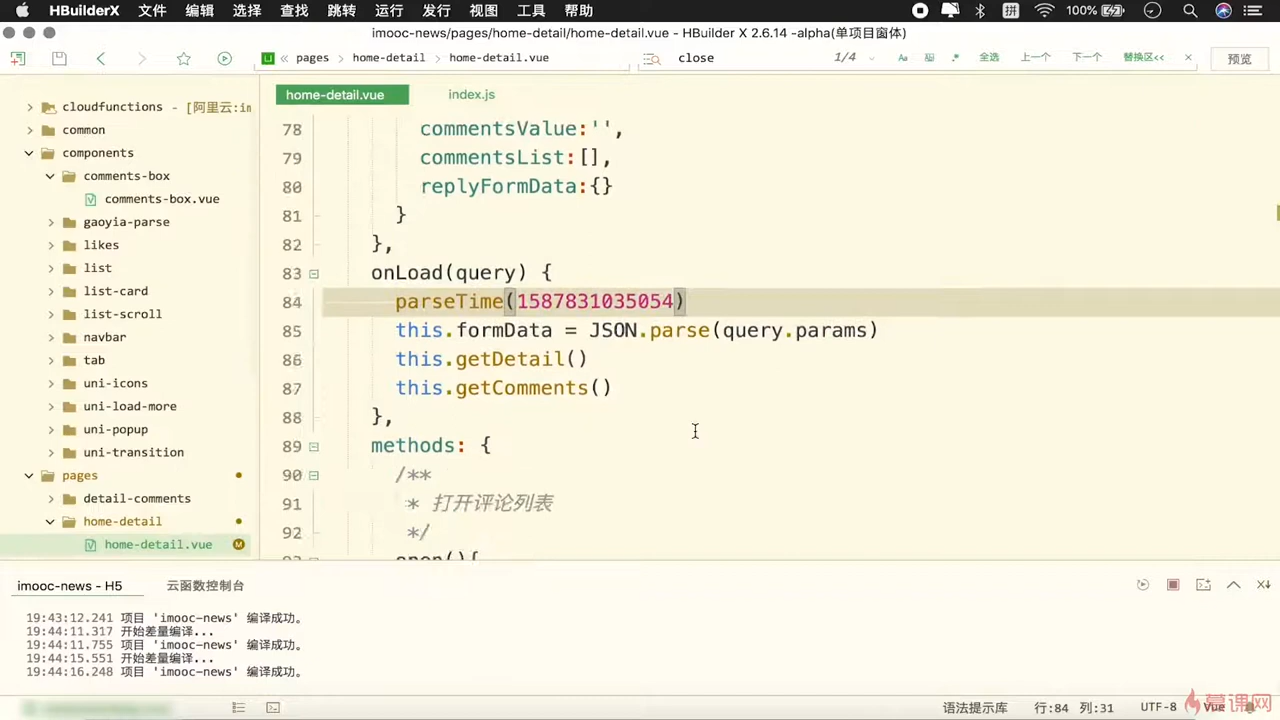 HBuilderX 文件 编辑 选择 查找 跳转 运行 发行 视图 工具 帮助 100%
imooc-news/pages/home-detail/home-detail.vue - HBuilder X 2.6.14 -alpha(单项目窗体)
pages home-detail home-detail.vue close 1/4 Aa .* 全选 上一个 下一个 替换区<< 预览
cloudfunctions - [阿里云:im
common
components
comments-box
comments-box.vue
gaoyia-parse
likes
list
list-card
list-scroll
navbar
tab
uni-icons
uni-load-more
uni-popup
uni-transition
pages
detail-comments
home-detail
home-detail.vue M
home-detail.vue index.js
78 commentsValue:'',
79 commentsList:[],
80 replyFormData:{}
81 }
82 },
83 onLoad(query) {
84 parseTime(1587831035054)
85 this.formData = JSON.parse(query.params)
86 this.getDetail()
87 this.getComments()
88 },
89 methods: {
90 /**
91 * 打开评论列表
92 */
93 open(){
imooc-news - H5 云函数控制台
19:43:12.241 项目 'imooc-news' 编译成功。
19:44:11.317 开始差量编译...
19:44:11.755 项目 'imooc-news' 编译成功。
19:44:15.551 开始差量编译...
19:44:16.248 项目 'imooc-news' 编译成功。
语法提示库 行:84 列:31 UTF-8 Vue
慕课网